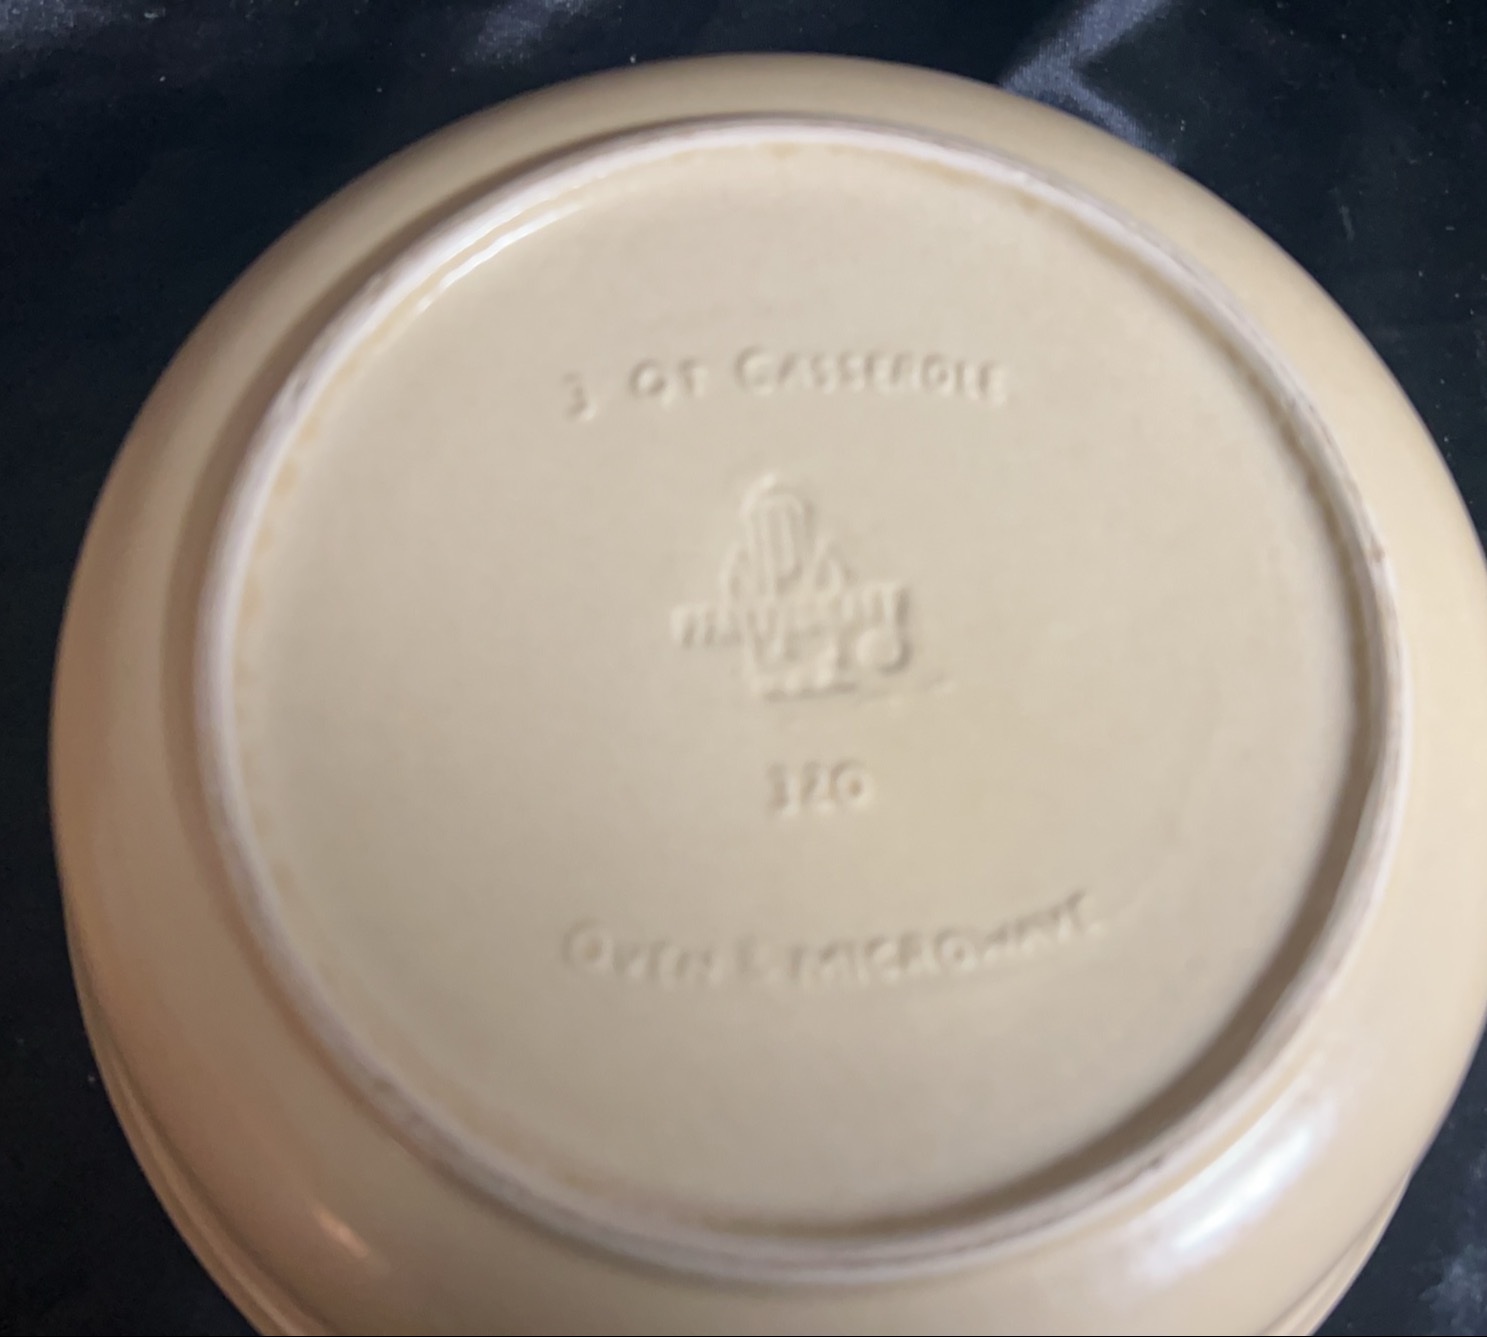 3 QT CASSEROLE
P
320
OVEN & MICROWAVE